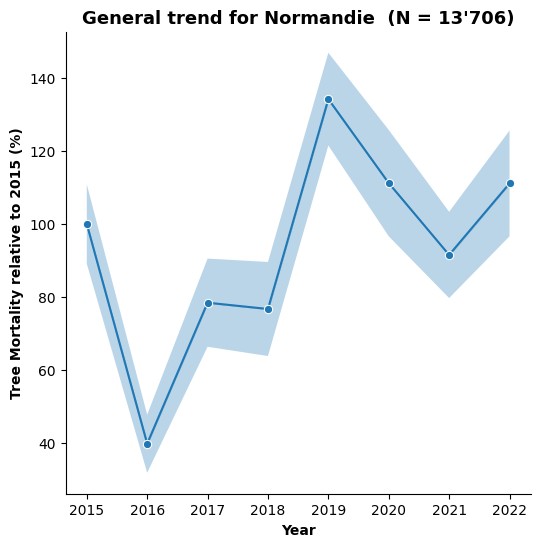 General trend for Normandie  (N = 13'706)
Tree Mortality relative to 2015 (%)
140
120
100
80
60
40
2015 2016 2017 2018 2019 2020 2021 2022
Year